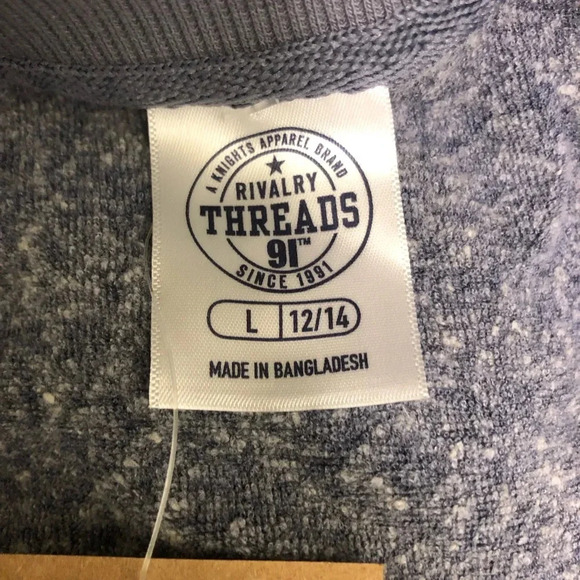 A KNIGHTS APPAREL BRAND
RIVALRY
THREADS
91™
SINCE 1991
L 12/14
MADE IN BANGLADESH